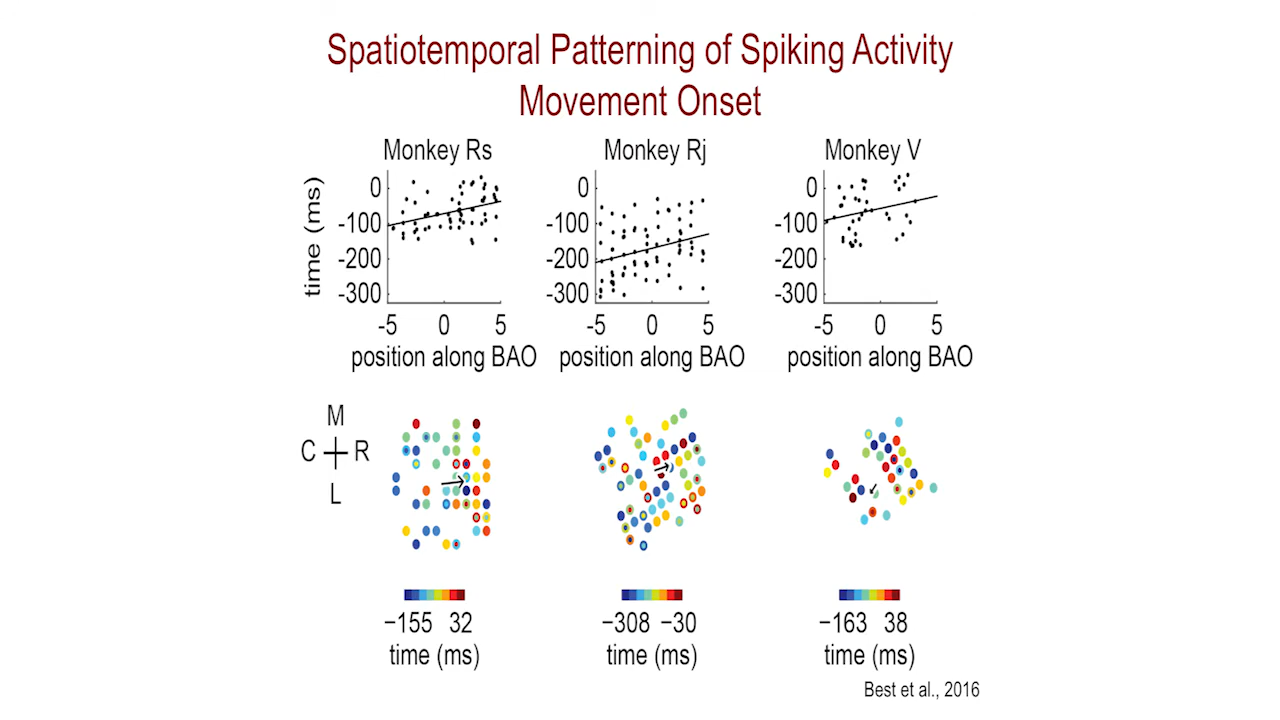 Spatiotemporal Patterning of Spiking Activity
Movement Onset
Monkey Rs
Monkey Rj
Monkey V
time (ms)
0
-100
-200
-300
-5 0 5
position along BAO
0
-100
-200
-300
-5 0 5
position along BAO
0
-100
-200
-300
-5 0 5
position along BAO
M
C R
L
−155 32
time (ms)
−308 −30
time (ms)
−163 38
time (ms)
Best et al., 2016